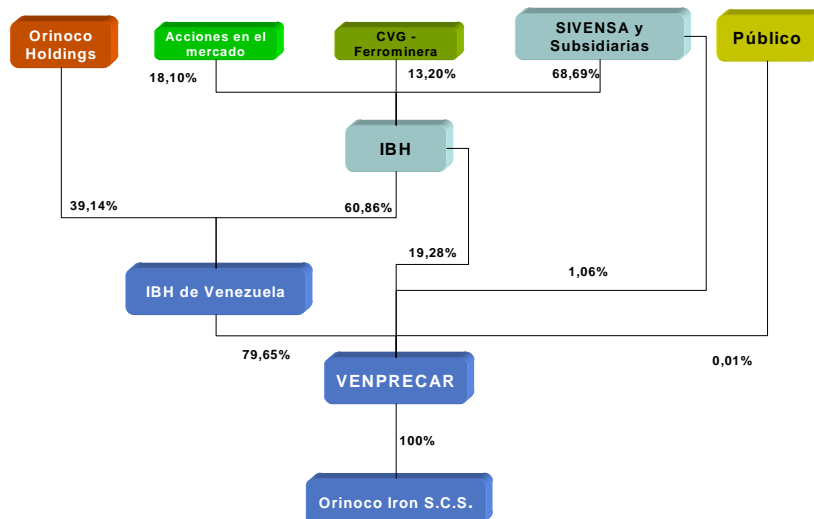 Orinoco
Holdings
Acciones en el
mercado
CVG -
Ferrominera
SIVENSA y
Subsidiarias
Público
18,10%
13,20%
68,69%
IBH
39,14%
60,86%
19,28%
1,06%
IBH de Venezuela
79,65%
0,01%
VENPRECAR
100%
Orinoco Iron S.C.S.